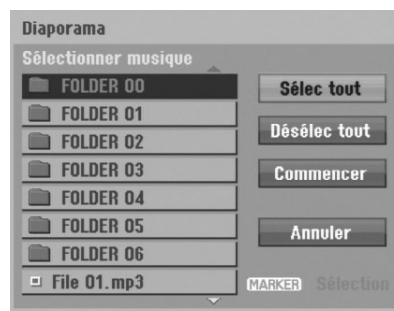 Diaporama
Sélectionner musique
FOLDER 00
FOLDER 01
FOLDER 02
FOLDER 03
FOLDER 04
FOLDER 05
FOLDER 06
File 01.mp3
Sélec tout
Désélec tout
Commencer
Annuler
MARKER Sélection